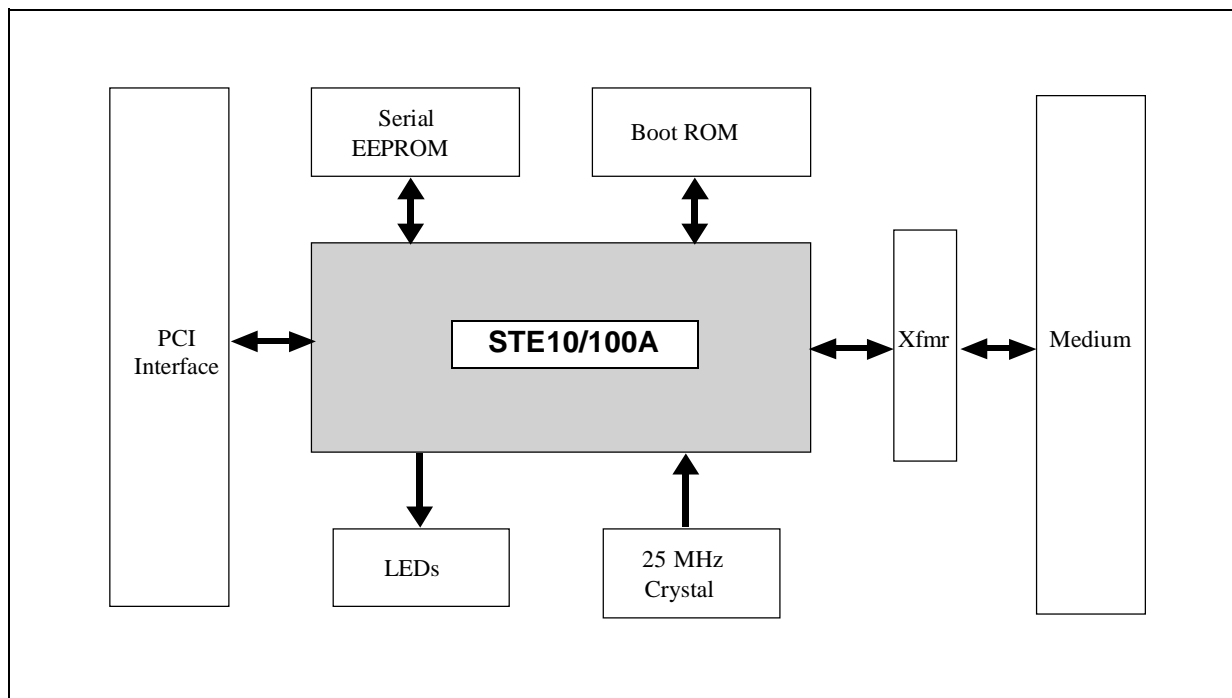 Serial
EEPROM
Boot ROM
PCI
Interface
STE10/100A
Xfmr
Medium
LEDs
25 MHz
Crystal